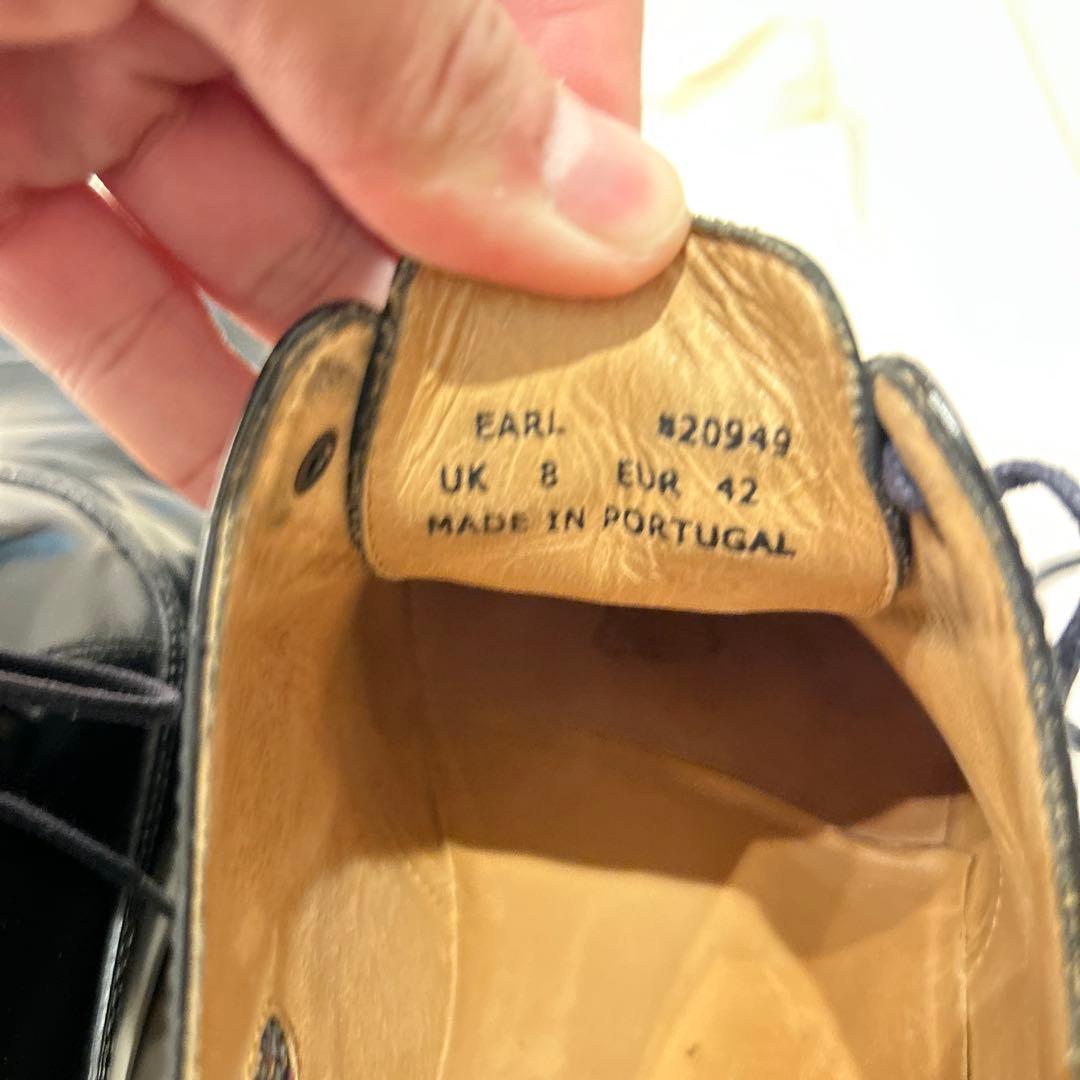 EARL #20949
UK 8 EUR 42
MADE IN PORTUGAL